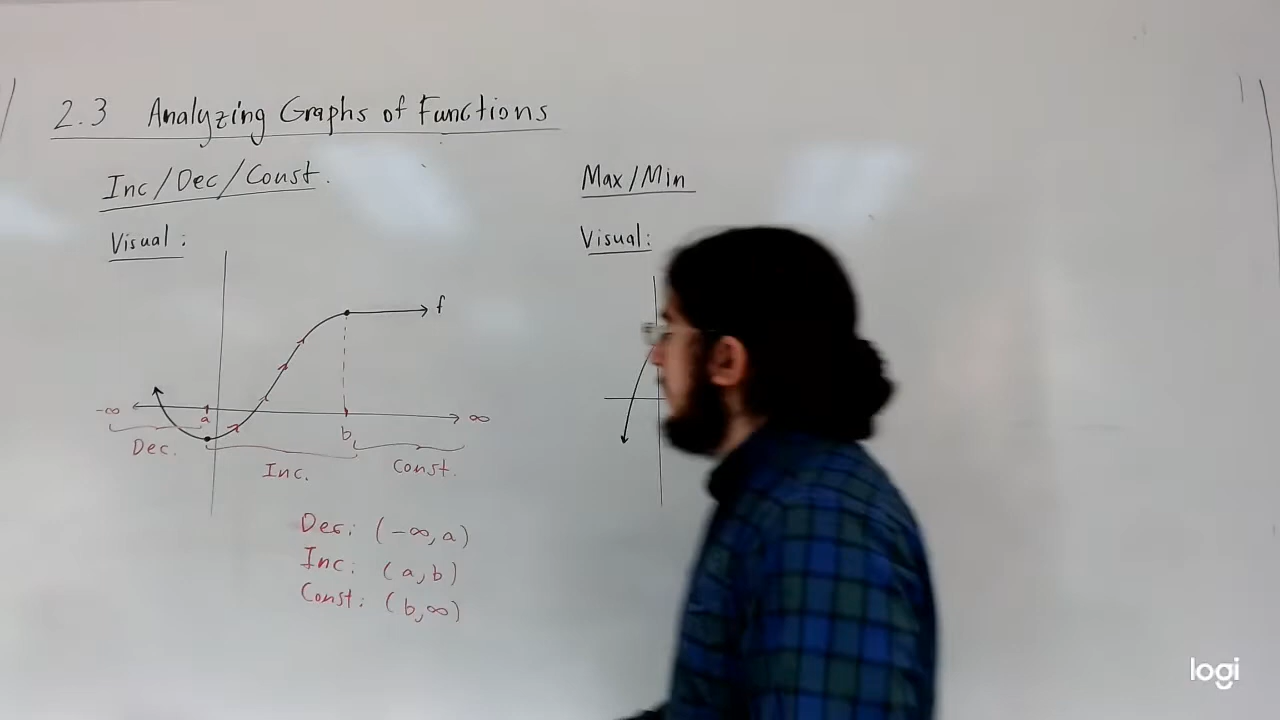 2.3 Analyzing Graphs of Functions
Inc/Dec/Const.
Visual:
f
-∞
a
b
∞
Dec.
Inc.
Const.
Dec: (-∞, a)
Inc: (a, b)
Const: (b, ∞)
Max/Min
Visual:
logi